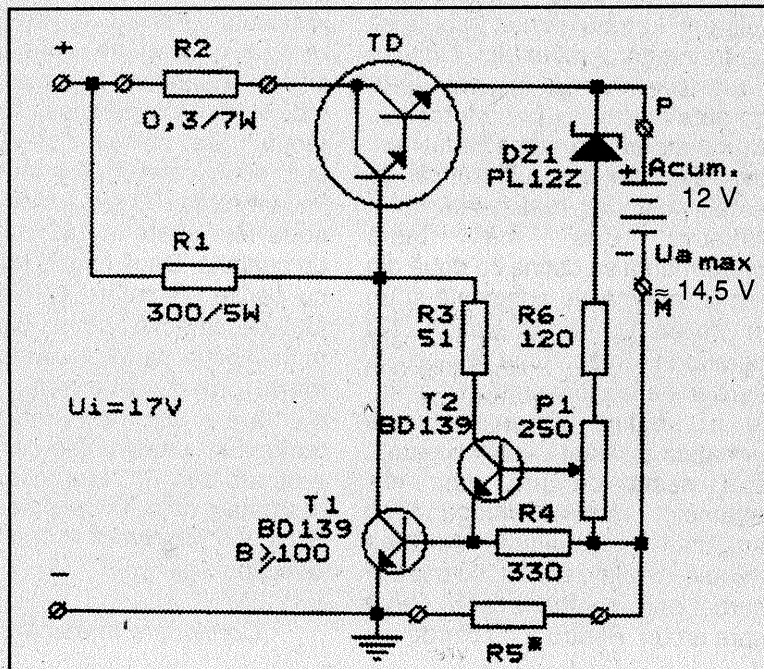 +
R2
TD
0,3/7W
P
DZ1
PL12Z
+
Acum.
12 V
R1
300/5W
-
Ua max
≈ 14,5 V
M
R3
51
R6
120
Ui=17V
T2
BD139
P1
250
T1
BD139
B>100
R4
330
-
R5*